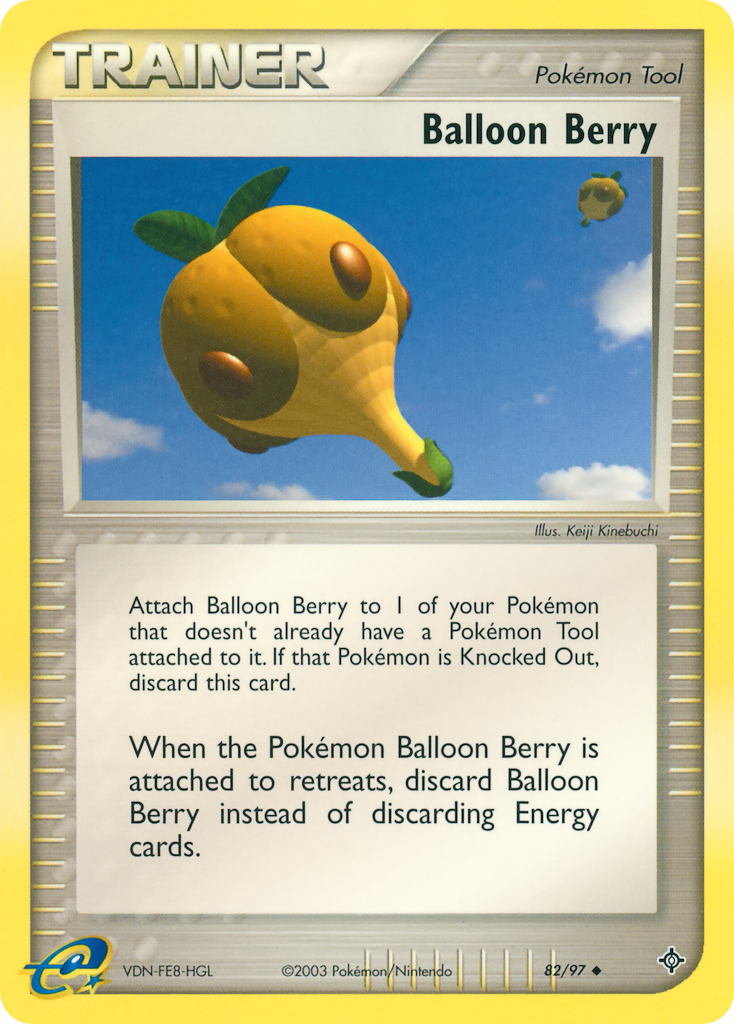 TRAINER
Pokémon Tool
Balloon Berry
Illus. Keiji Kinebuchi
Attach Balloon Berry to 1 of your Pokémon
that doesn't already have a Pokémon Tool
attached to it. If that Pokémon is Knocked Out,
discard this card.
When the Pokémon Balloon Berry is
attached to retreats, discard Balloon
Berry instead of discarding Energy
cards.
e
VDN-FE8-HGL ©2003 Pokémon/Nintendo 82/97